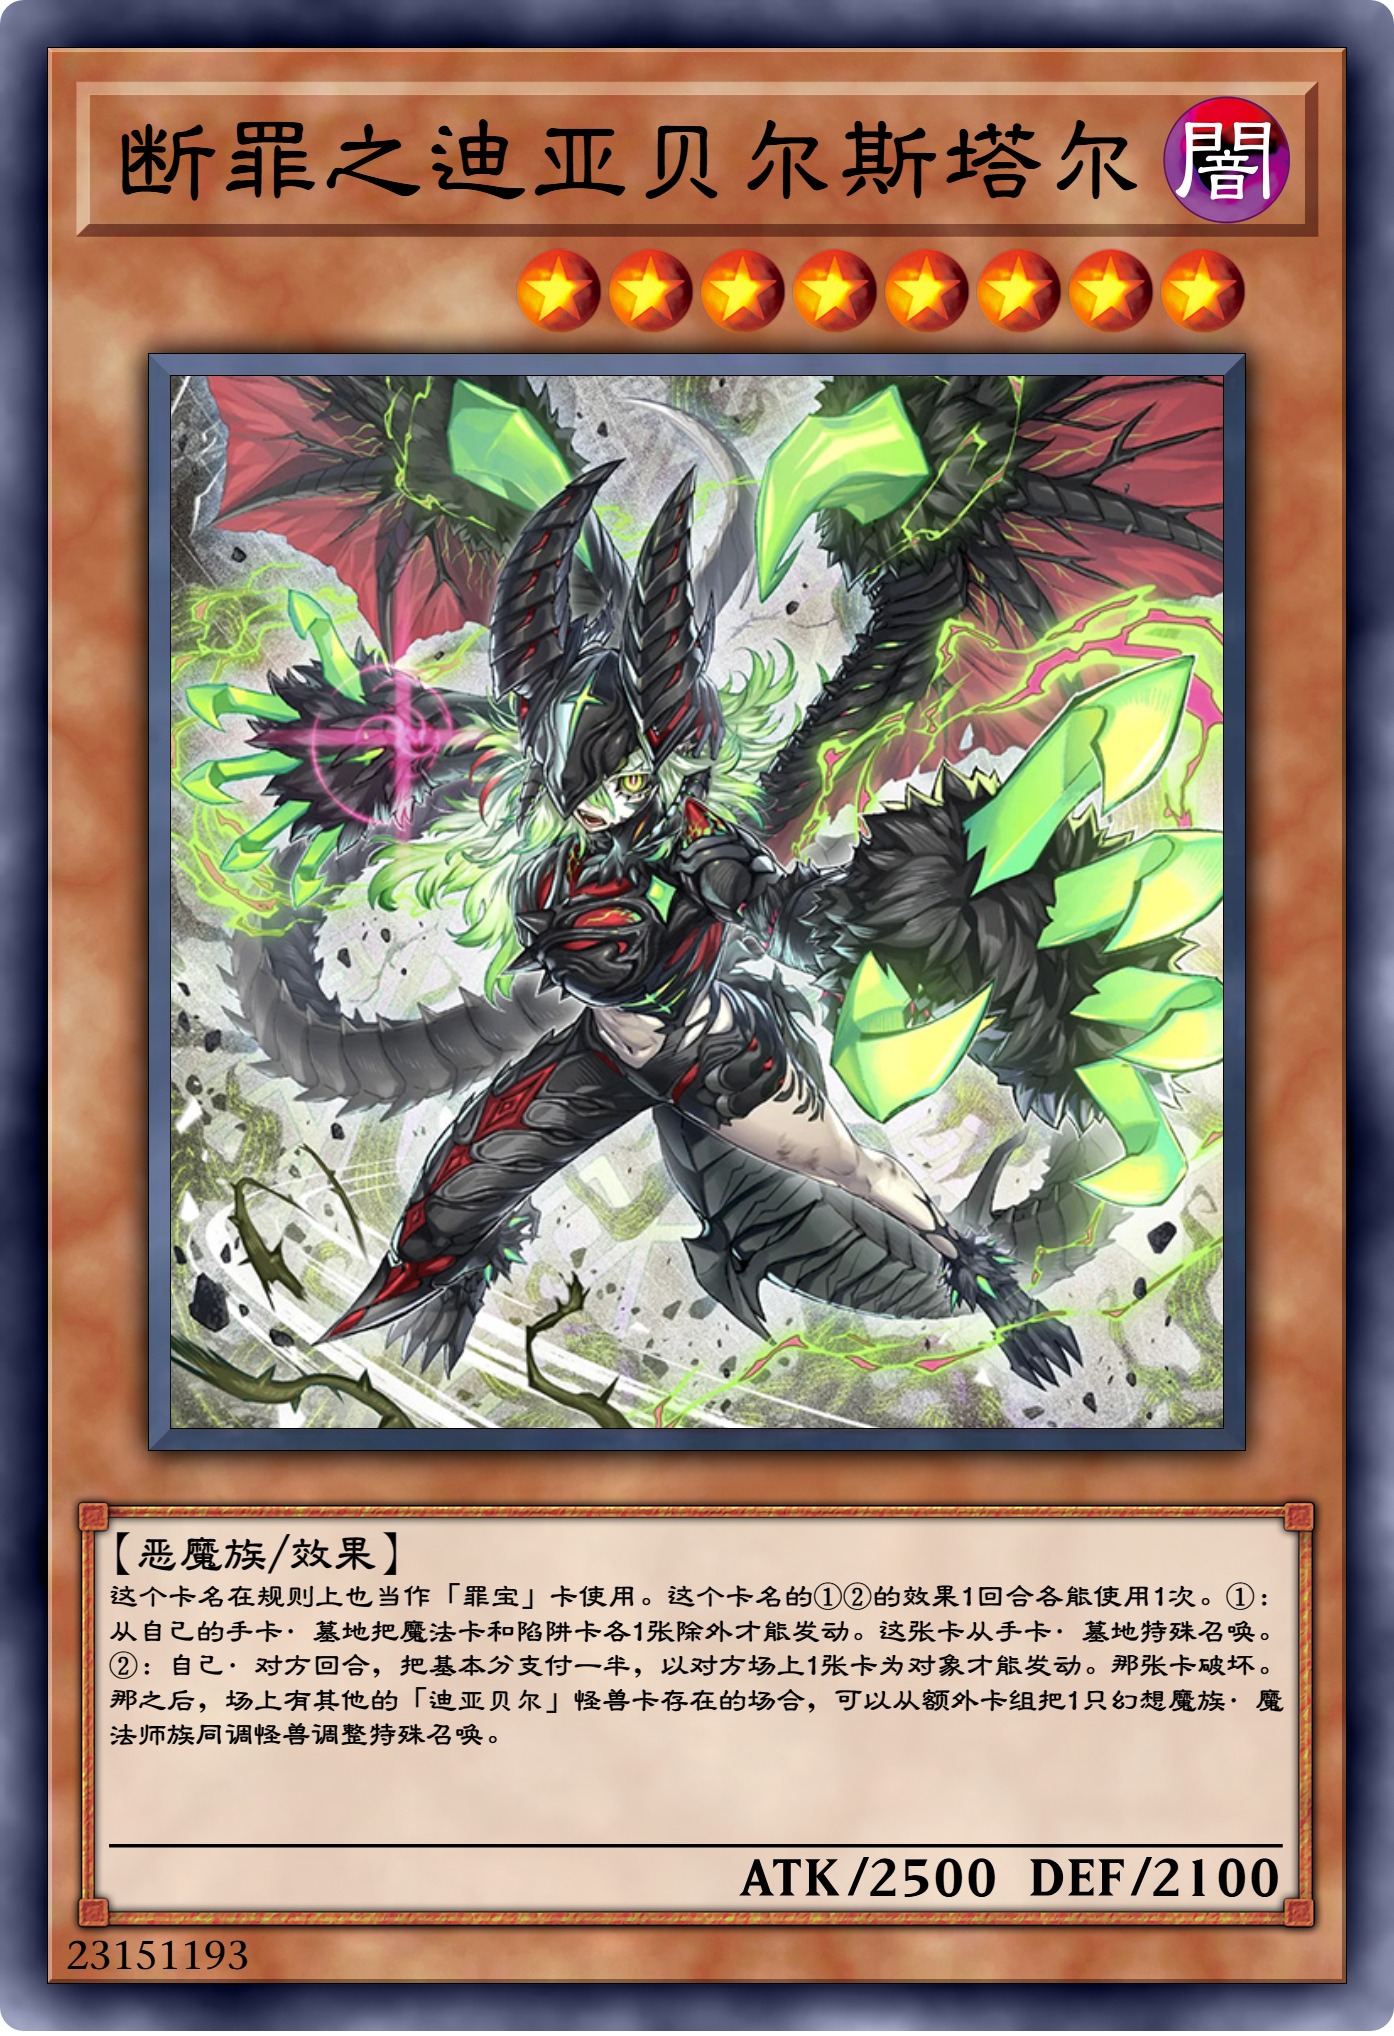 断罪之迪亚贝尔斯塔尔 闇
【恶魔族/效果】
这个卡名在规则上也当作「罪宝」卡使用。这个卡名的①②的效果1回合各能使用1次。①：
从自己的手卡·墓地把魔法卡和陷阱卡各1张除外才能发动。这张卡从手卡·墓地特殊召唤。
②：自己·对方回合，把基本分支付一半，以对方场上1张卡为对象才能发动。那张卡破坏。
那之后，场上有其他的「迪亚贝尔」怪兽卡存在的场合，可以从额外卡组把1只幻想魔族·魔
法师族同调怪兽调整特殊召唤。
ATK/2500 DEF/2100
23151193